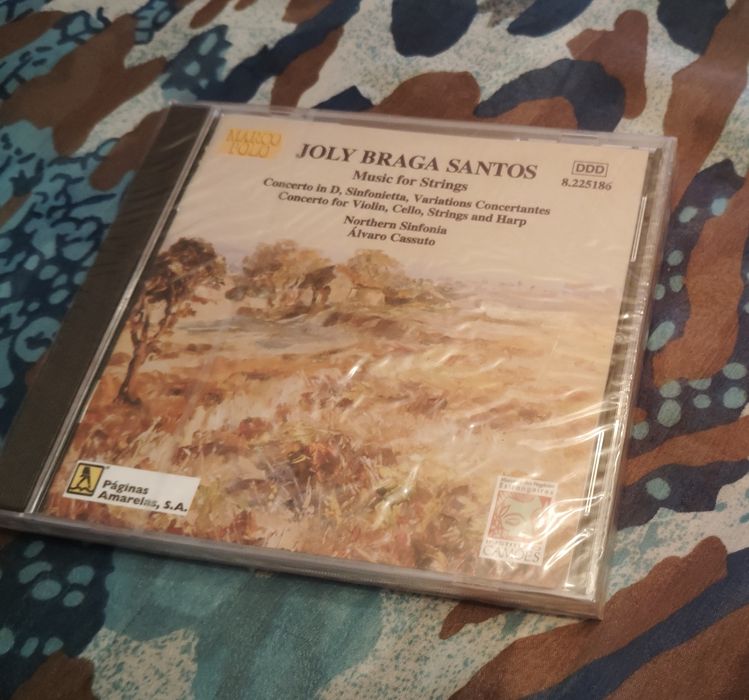 MARCO
POLO
JOLY BRAGA SANTOS
Music for Strings
Concerto in D, Sinfonietta, Variations Concertantes
Concerto for Violin, Cello, Strings and Harp
Northern Sinfonia
Álvaro Cassuto
DDD
8.225186
Páginas
Amarelas, S.A.
Estrangeiros
CAMÕES